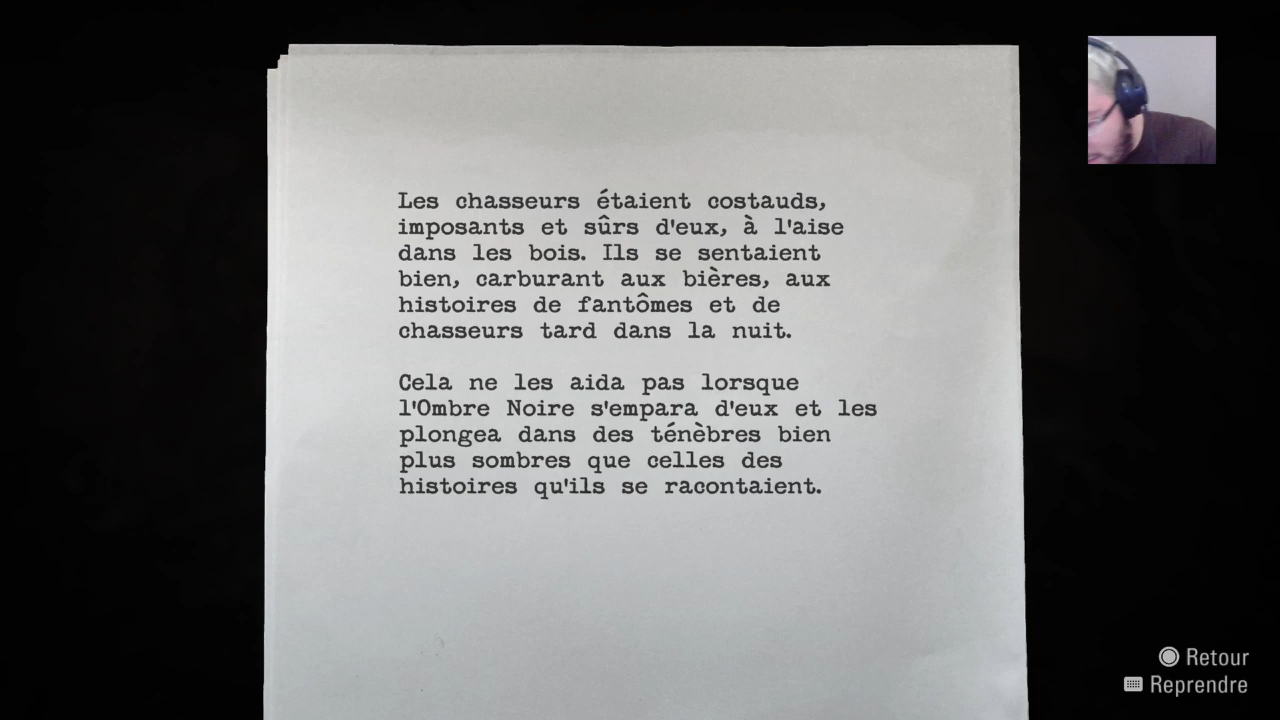 Les chasseurs étaient costauds,
imposants et sûrs d'eux, à l'aise
dans les bois. Ils se sentaient
bien, carburant aux bières, aux
histoires de fantômes et de
chasseurs tard dans la nuit.
Cela ne les aida pas lorsque
l'Ombre Noire s'empara d'eux et les
plongea dans des ténèbres bien
plus sombres que celles des
histoires qu'ils se racontaient.
Retour
Reprendre